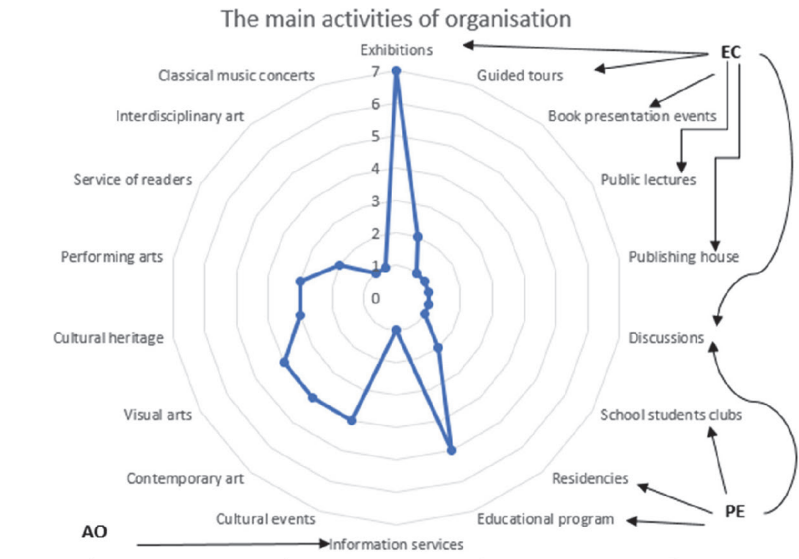 The main activities of organisation
Exhibitions
EC
Classical music concerts
7
Guided tours
Interdisciplinary art
6
Book presentation events
5
Service of readers
4
Public lectures
3
2
Performing arts
1
Publishing house
0
Cultural heritage
Discussions
Visual arts
School students clubs
Contemporary art
Residencies
Cultural events
Educational program
PE
AO
Information services